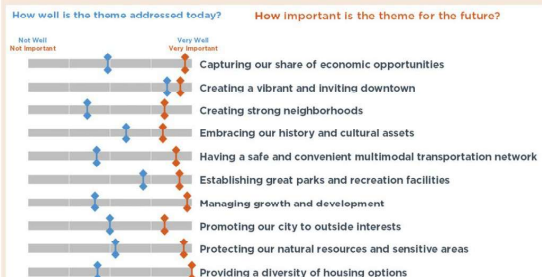 How well is the theme addressed today?
How important is the theme for the future?
Not Well
Not Important
Very Well
Very Important
Capturing our share of economic opportunities
Creating a vibrant and inviting downtown
Creating strong neighborhoods
Embracing our history and cultural assets
Having a safe and convenient multimodal transportation network
Establishing great parks and recreation facilities
Managing growth and development
Promoting our city to outside interests
Protecting our natural resources and sensitive areas
Providing a diversity of housing options